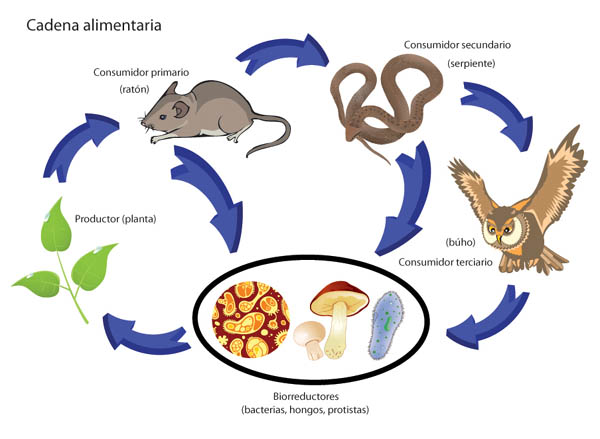 Cadena alimentaria
Consumidor primario
(ratón)
Consumidor secundario
(serpiente)
Productor (planta)
(búho)
Consumidor terciario
Biorreductores
(bacterias, hongos, protistas)